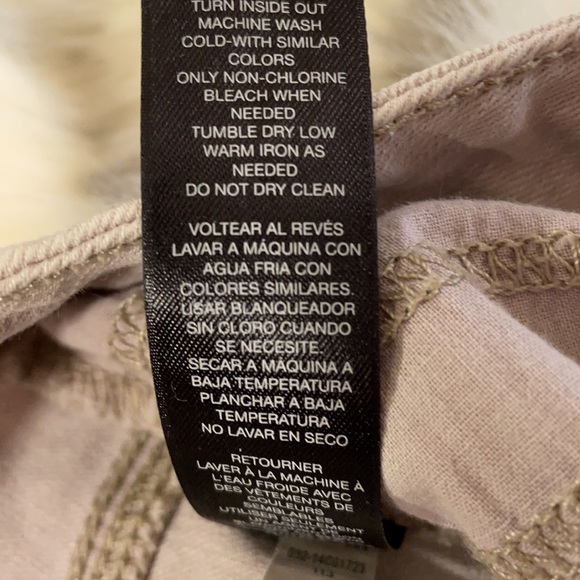 TURN INSIDE OUT
MACHINE WASH
COLD-WITH SIMILAR
COLORS
ONLY NON-CHLORINE
BLEACH WHEN
NEEDED
TUMBLE DRY LOW
WARM IRON AS
NEEDED
DO NOT DRY CLEAN
VOLTEAR AL REVÉS
LAVAR A MÁQUINA CON
AGUA FRIA CON
COLORES SIMILARES.
USAR BLANQUEADOR
SIN CLORO CUANDO
SE NECESITE.
SECAR A MÁQUINA A
BAJA TEMPERATURA
PLANCHAR A BAJA
TEMPERATURA
NO LAVAR EN SECO
RETOURNER
LAVER À LA MACHINE À
L'EAU FROIDE AVEC
DES VÊTEMENTS DE
COULEURS
SEMBLABLES